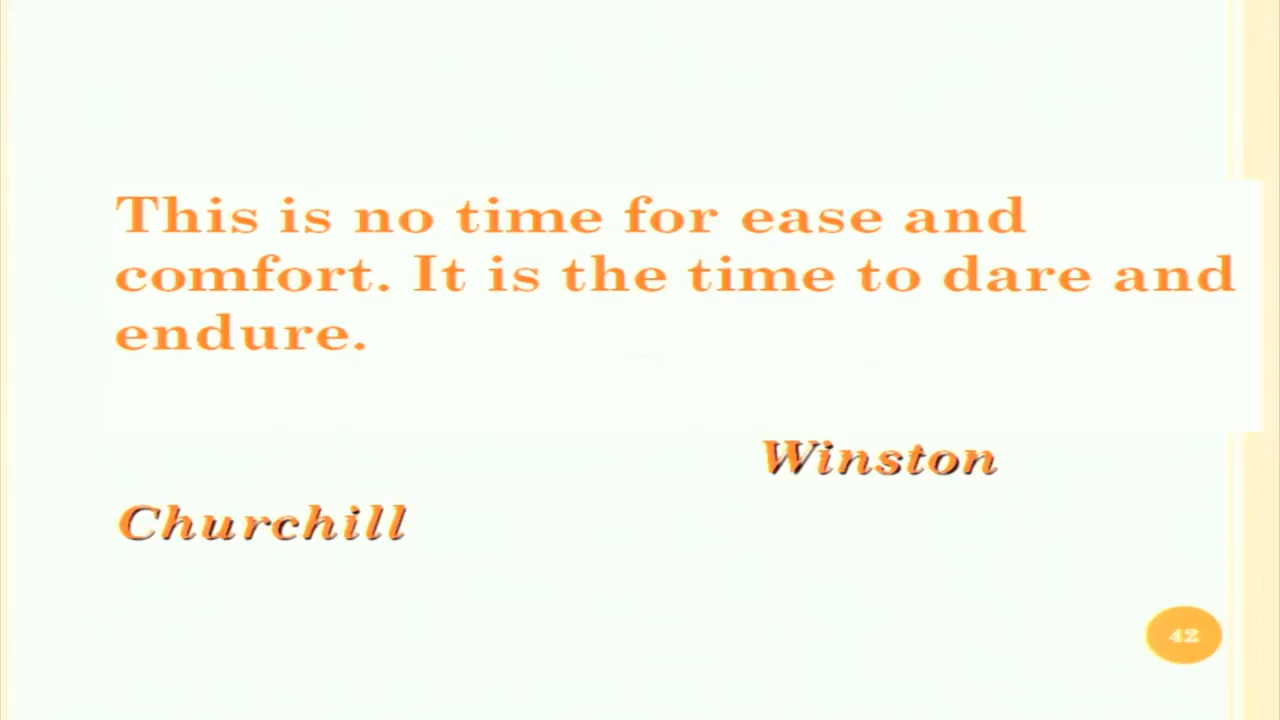 This is no time for ease and
comfort. It is the time to dare and
endure.
Winston
Churchill
42